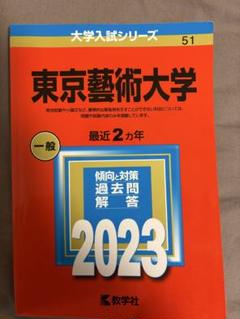 大学入試シリーズ
51
東京藝術大学
最近2ヵ年
一般
傾向と対策
過去問
解答
2023
教学社